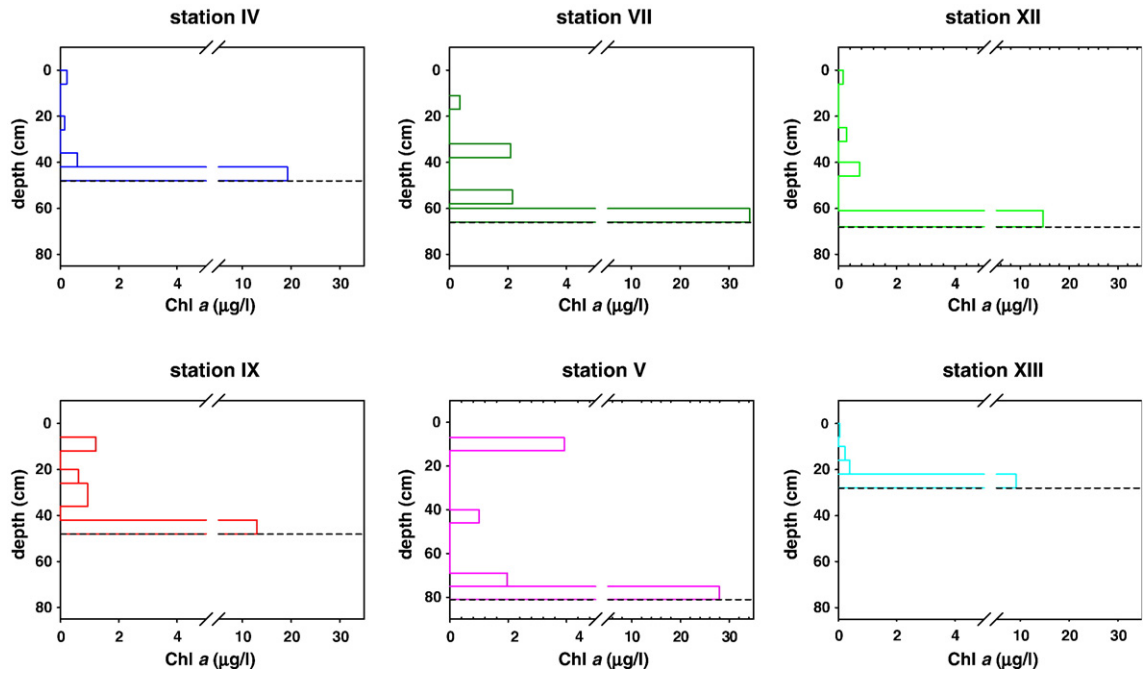 station IV
station VII
station XII
0
20
40
60
80
depth (cm)
0 2 4 10 20 30
Chl a (µg/l)
0
20
40
60
80
depth (cm)
0 2 4 10 20 30
Chl a (µg/l)
0
20
40
60
80
depth (cm)
0 2 4 10 20 30
Chl a (µg/l)
station IX
station V
station XIII
0
20
40
60
80
depth (cm)
0 2 4 10 20 30
Chl a (µg/l)
0
20
40
60
80
depth (cm)
0 2 4 10 20 30
Chl a (µg/l)
0
20
40
60
80
depth (cm)
0 2 4 10 20 30
Chl a (µg/l)